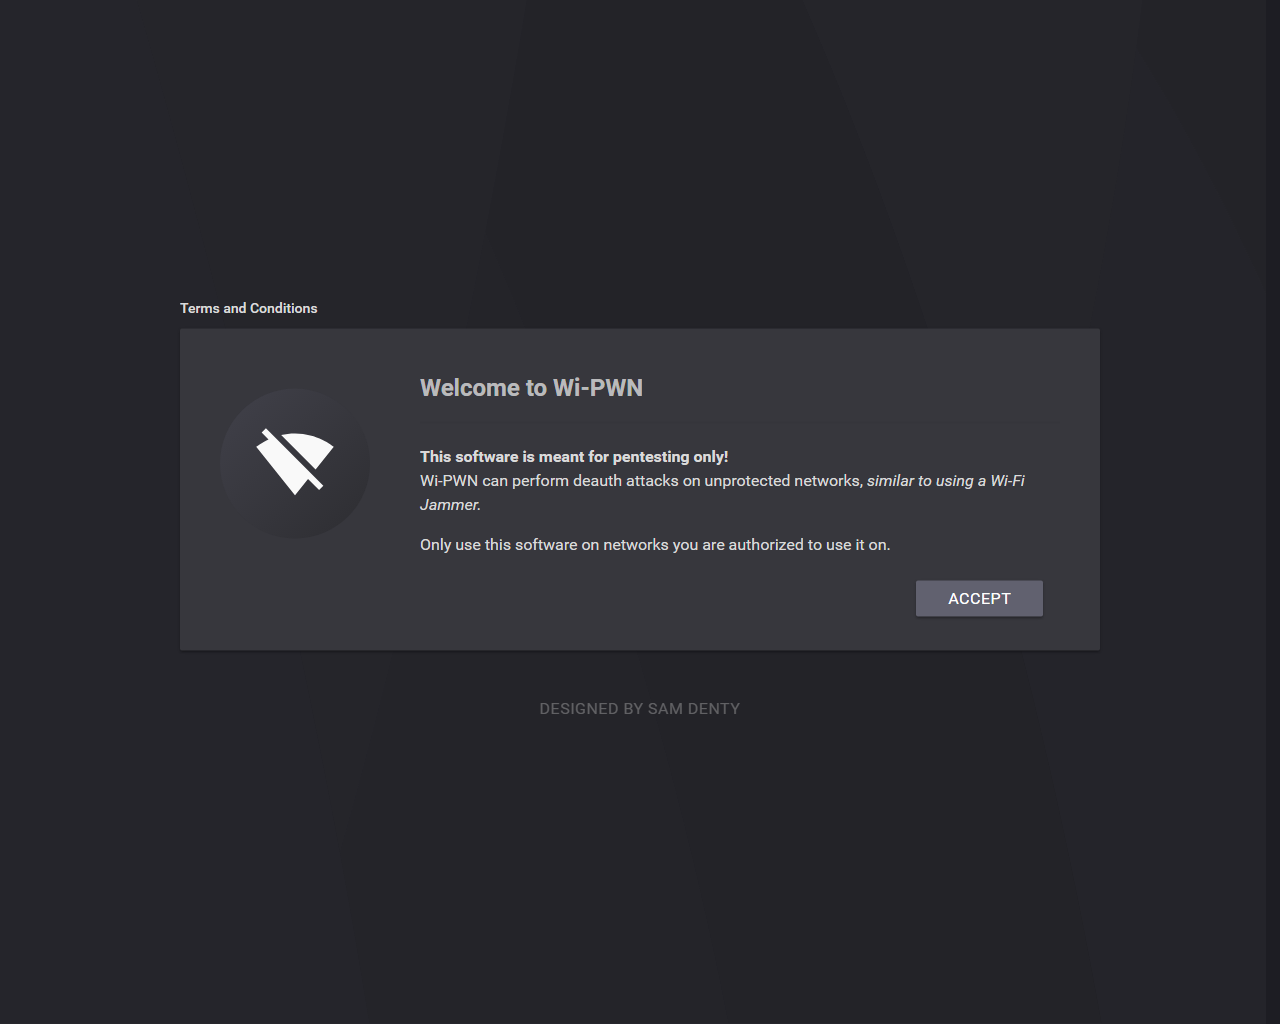 Terms and Conditions
Welcome to Wi-PWN
This software is meant for pentesting only!
Wi-PWN can perform deauth attacks on unprotected networks, similar to using a Wi-Fi
Jammer.
Only use this software on networks you are authorized to use it on.
ACCEPT
DESIGNED BY SAM DENTY